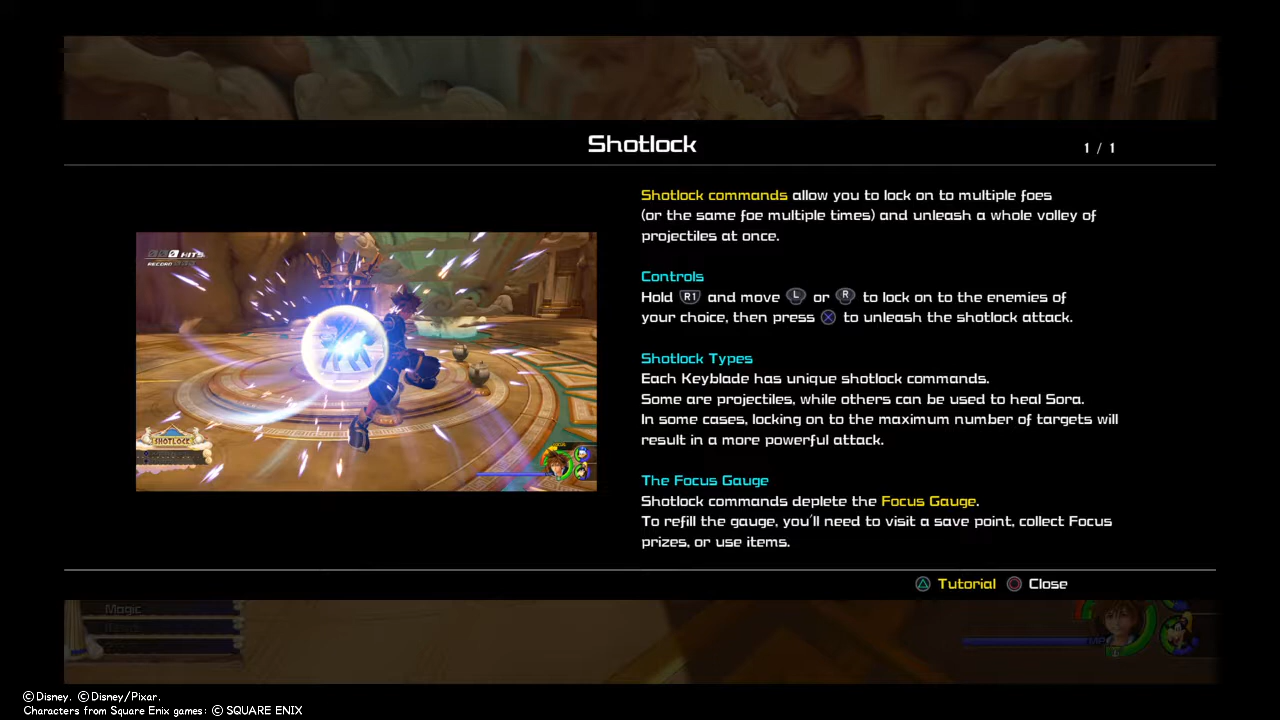 Shotlock
1 / 1
Shotlock commands allow you to lock on to multiple foes
(or the same foe multiple times) and unleash a whole volley of
projectiles at once.
Controls
Hold R1 and move L or R to lock on to the enemies of
your choice, then press to unleash the shotlock attack.
Shotlock Types
Each Keyblade has unique shotlock commands.
Some are projectiles, while others can be used to heal Sora.
In some cases, locking on to the maximum number of targets will
result in a more powerful attack.
The Focus Gauge
Shotlock commands deplete the Focus Gauge.
To refill the gauge, you'll need to visit a save point, collect Focus
prizes, or use items.
0 HITS
RECORD
SHOTLOCK
Tutorial Close
Magic
MP
©Disney. ©Disney/Pixar.
Characters from Square Enix games: © SQUARE ENIX